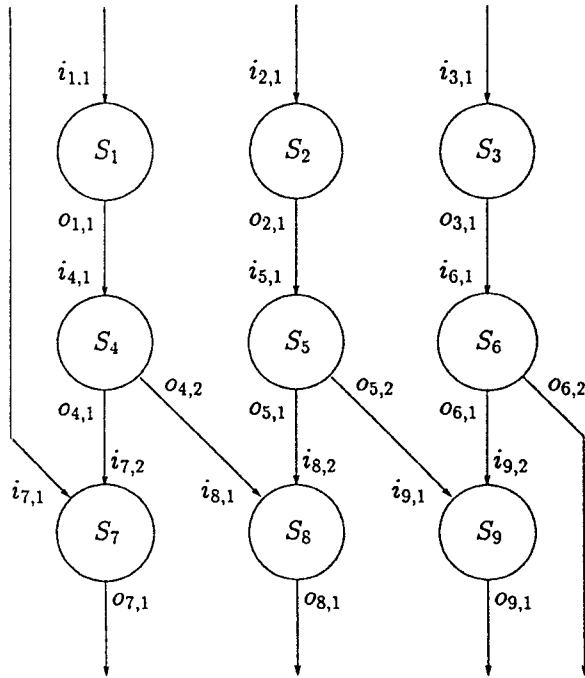 i1.1 i2,1 i3,1
S1 S2 S3
o1,1 o2,1 o3,1
i4,1 i5,1 i6,1
S4 S5 S6
o4,1 o4,2 o5,1 o5,2 o6,1 o6,2
i7,1 i7,2 i8,1 i8,2 i9,1 i9,2
S7 S8 S9
o7,1 o8,1 o9,1